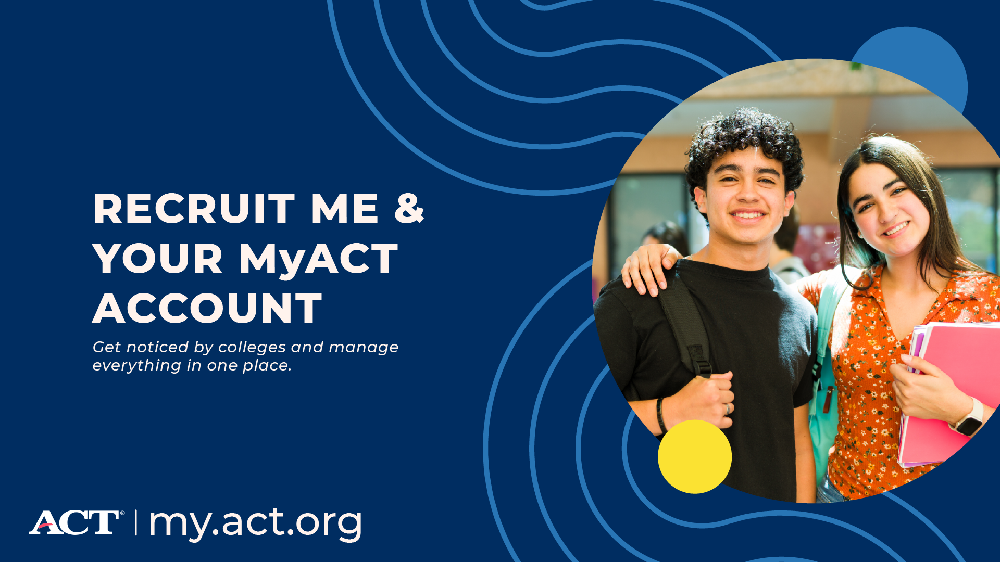 RECRUIT ME &
YOUR MyACT
ACCOUNT
Get noticed by colleges and manage
everything in one place.
ACT® | my.act.org